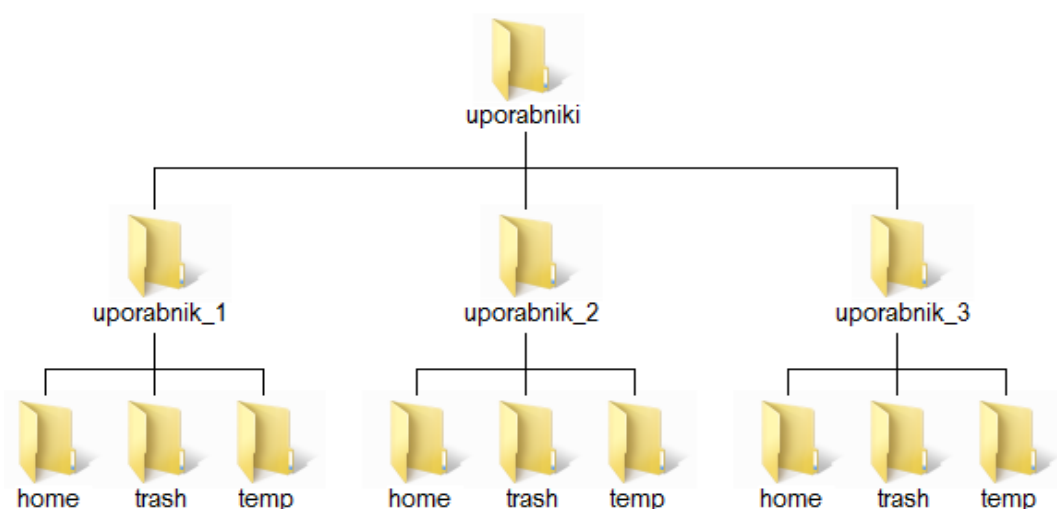 uporabniki
uporabnik_1 uporabnik_2 uporabnik_3
home trash temp home trash temp home trash temp